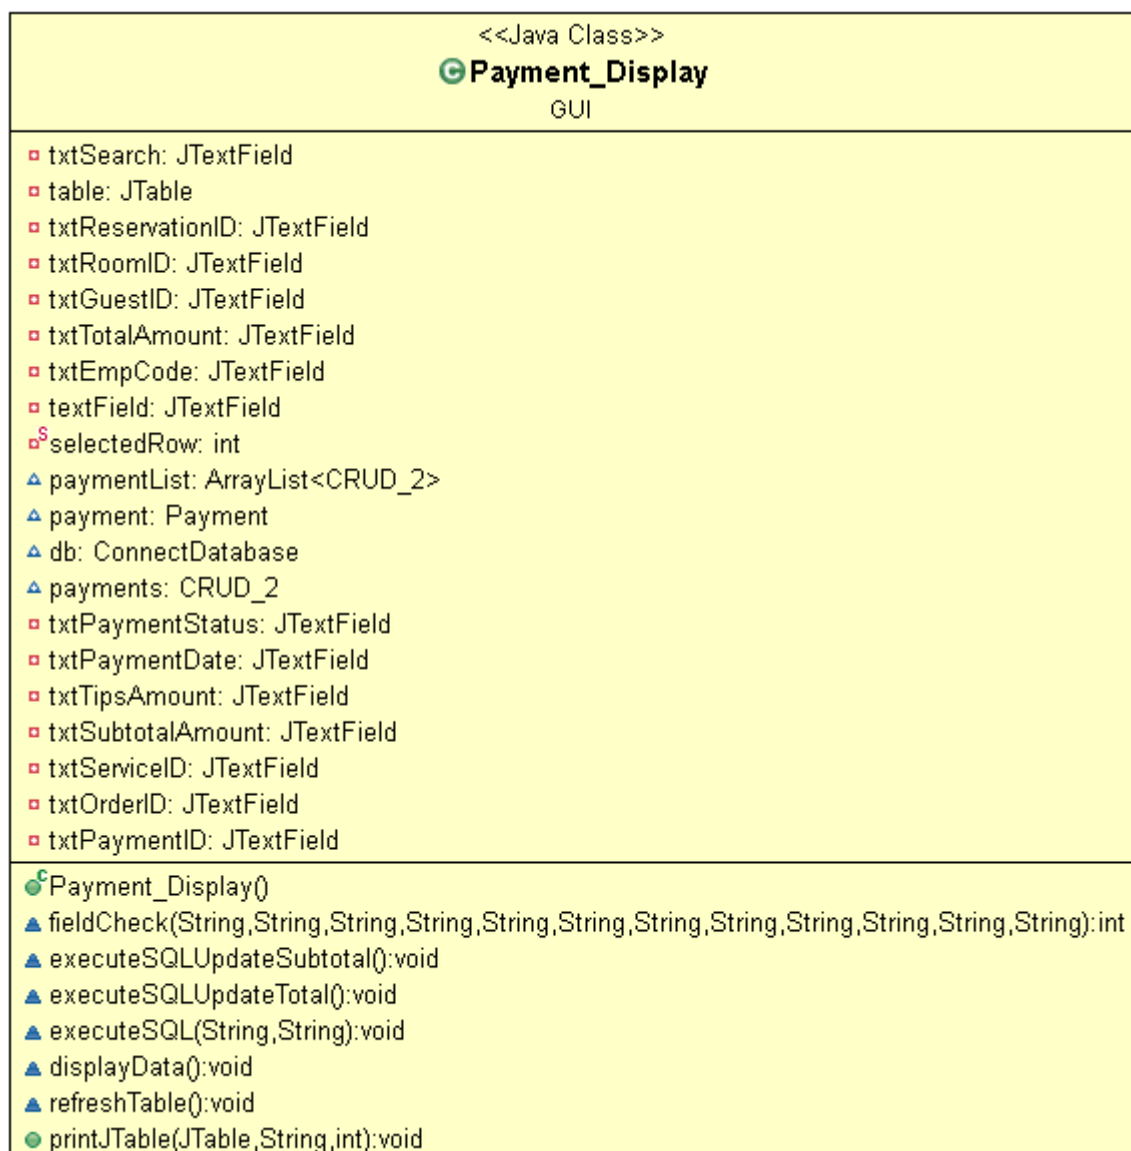 <<Java Class>>
Payment_Display
GUI
txtSearch: JTextField
table: JTable
txtReservationID: JTextField
txtRoomID: JTextField
txtGuestID: JTextField
txtTotalAmount: JTextField
txtEmpCode: JTextField
textField: JTextField
selectedRow: int
paymentList: ArrayList<CRUD_2>
payment: Payment
db: ConnectDatabase
payments: CRUD_2
txtPaymentStatus: JTextField
txtPaymentDate: JTextField
txtTipsAmount: JTextField
txtSubtotalAmount: JTextField
txtServiceID: JTextField
txtOrderID: JTextField
txtPaymentID: JTextField
Payment_Display()
fieldCheck(String,String,String,String,String,String,String,String,String,String,String,String):int
executeSQLUpdateSubtotal():void
executeSQLUpdateTotal():void
executeSQL(String,String):void
displayData():void
refreshTable():void
printJTable(JTable,String,int):void